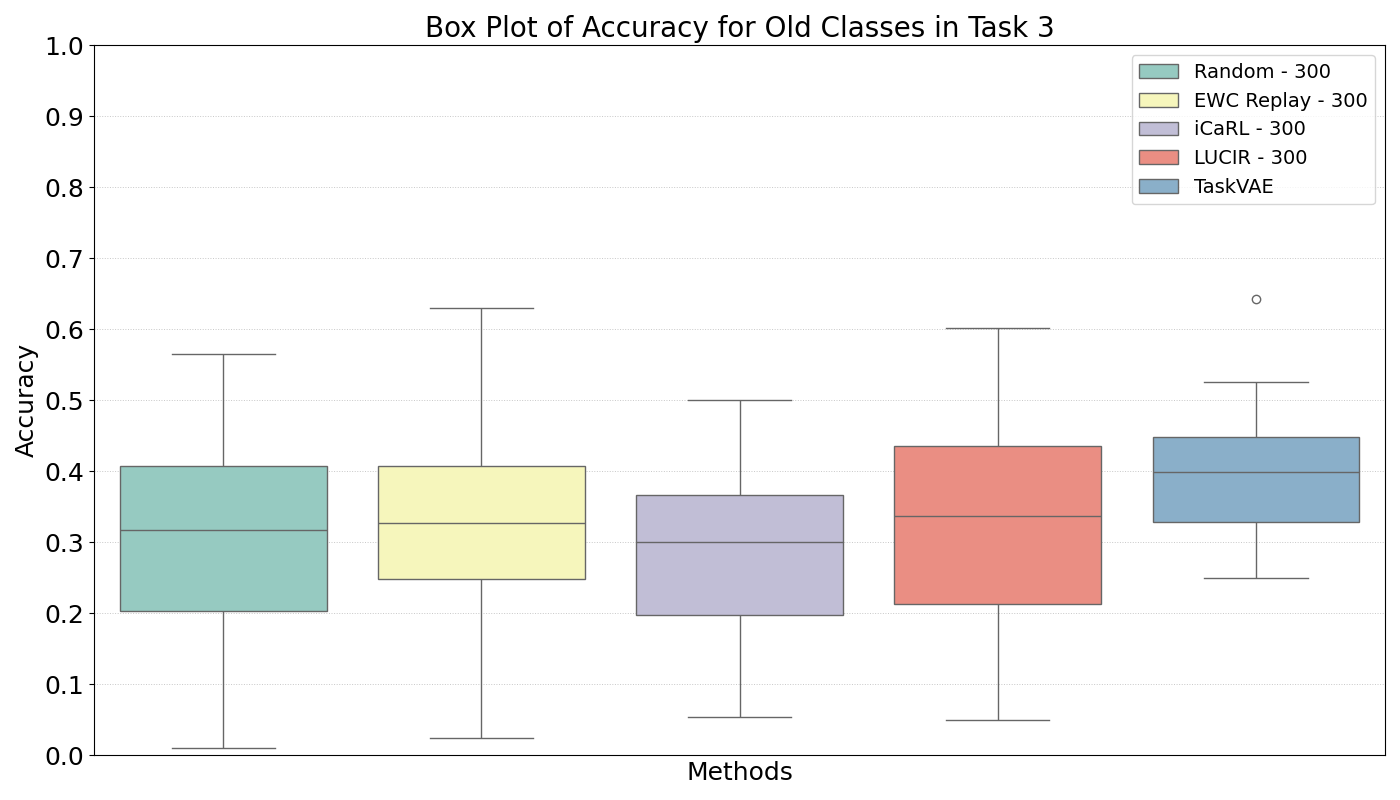 Box Plot of Accuracy for Old Classes in Task 3
1.0
0.9
0.8
0.7
0.6
0.5
0.4
0.3
0.2
0.1
0.0
Accuracy
Methods
Random - 300
EWC Replay - 300
iCaRL - 300
LUCIR - 300
TaskVAE